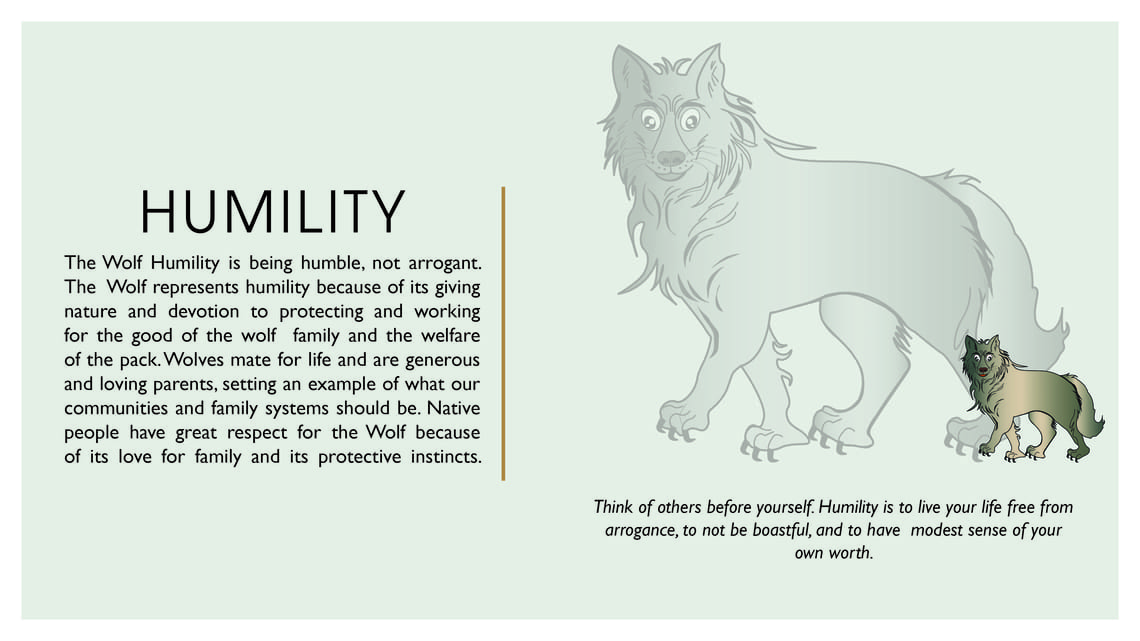 HUMILITY
The Wolf Humility is being humble, not arrogant.
The Wolf represents humility because of its giving
nature and devotion to protecting and working
for the good of the wolf family and the welfare
of the pack. Wolves mate for life and are generous
and loving parents, setting an example of what our
communities and family systems should be. Native
people have great respect for the Wolf because
of its love for family and its protective instincts.
Think of others before yourself. Humility is to live your life free from
arrogance, to not be boastful, and to have modest sense of your
own worth.